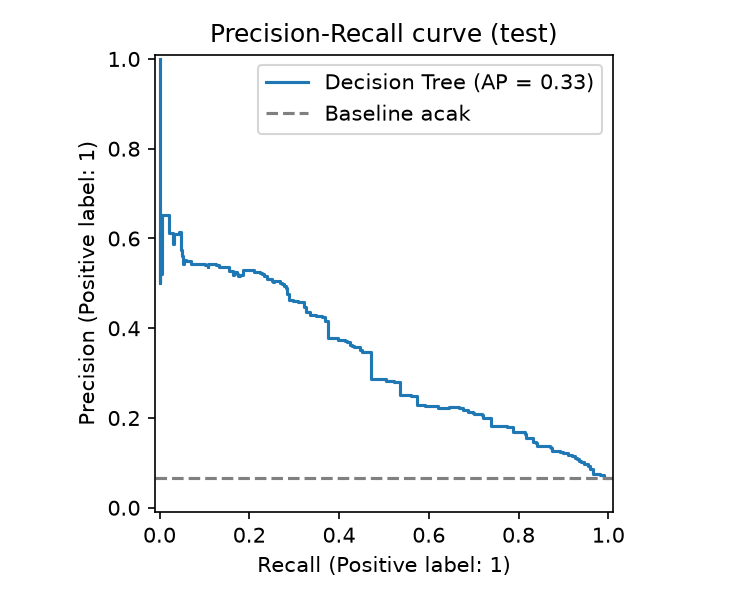 Precision-Recall curve (test)
Decision Tree (AP = 0.33)
Baseline acak
Precision (Positive label: 1)
1.0
0.8
0.6
0.4
0.2
0.0
0.0 0.2 0.4 0.6 0.8 1.0
Recall (Positive label: 1)